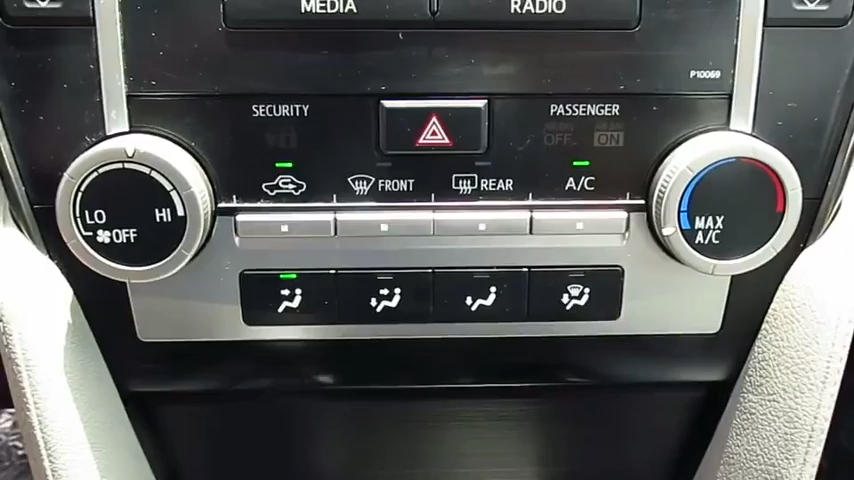 MEDIA
RADIO
P10069
SECURITY
PASSENGER
OFF
ON
FRONT
REAR
A/C
LO
HI
OFF
MAX
A/C